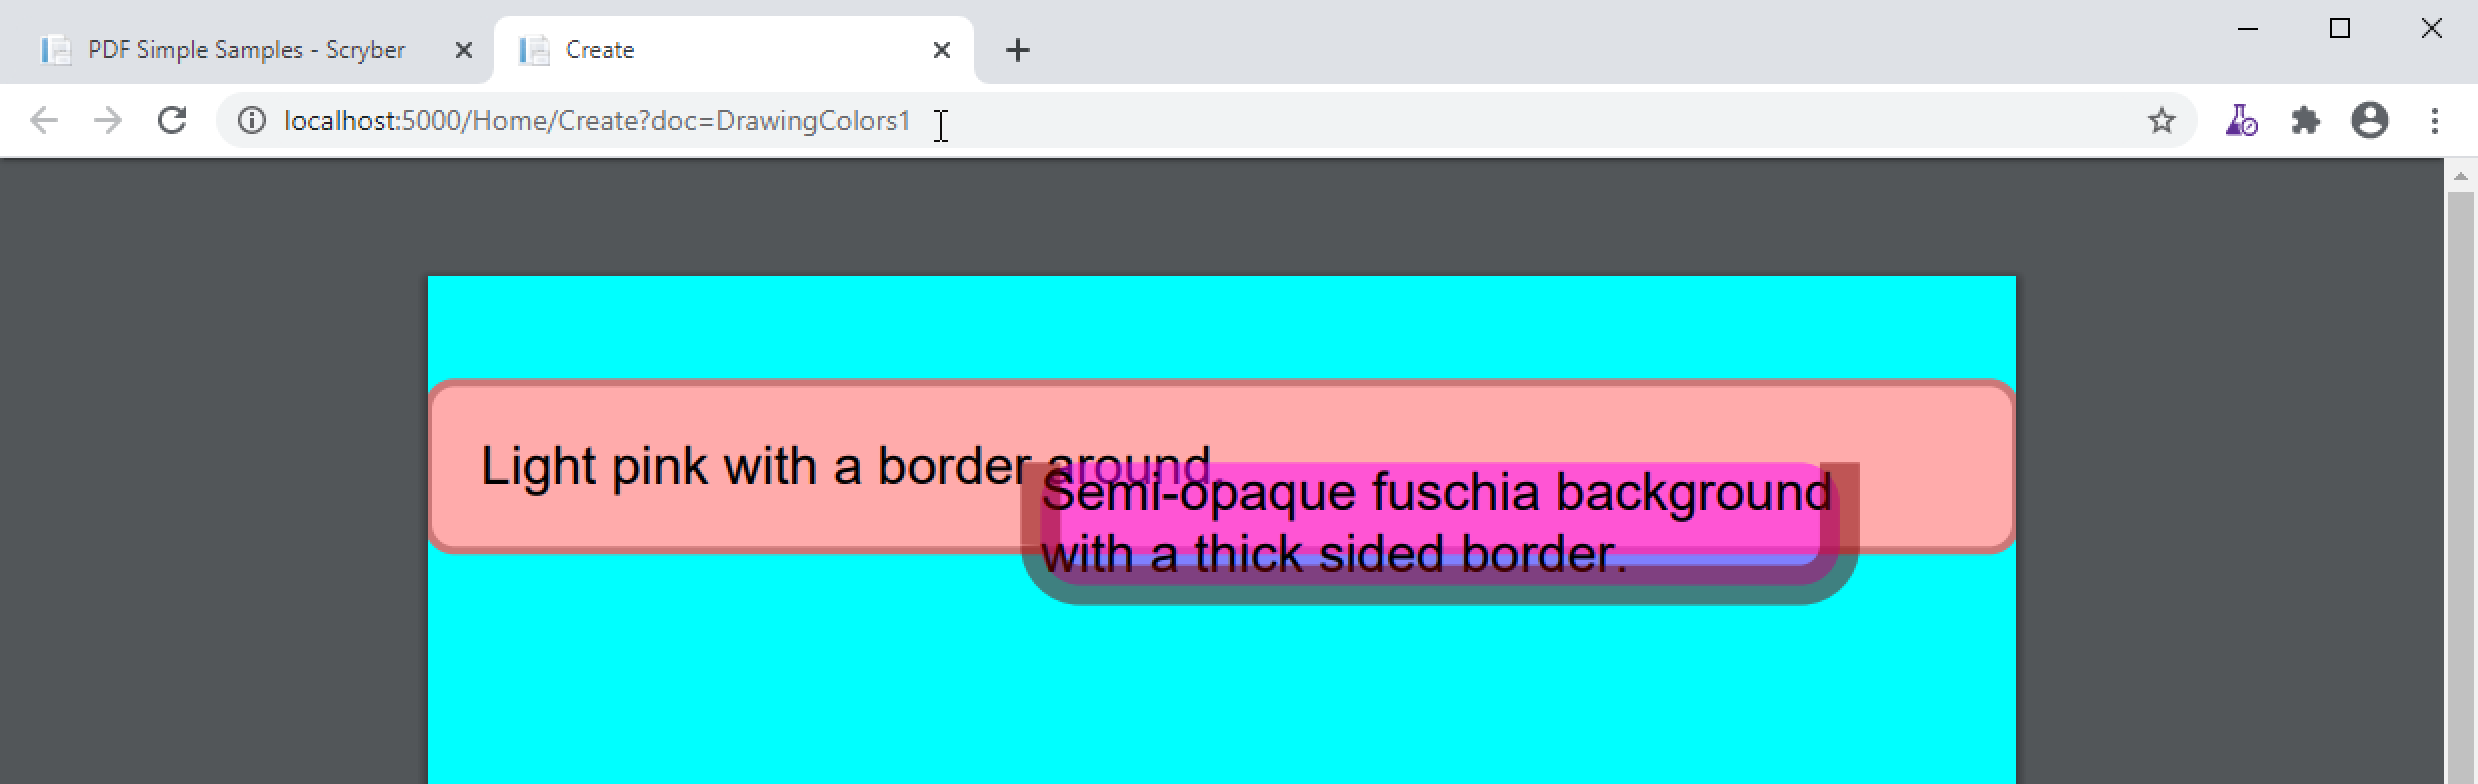 PDF Simple Samples - Scryber
Create
localhost:5000/Home/Create?doc=DrawingColors1
Light pink with a border around.
Semi-opaque fuschia background
with a thick sided border.